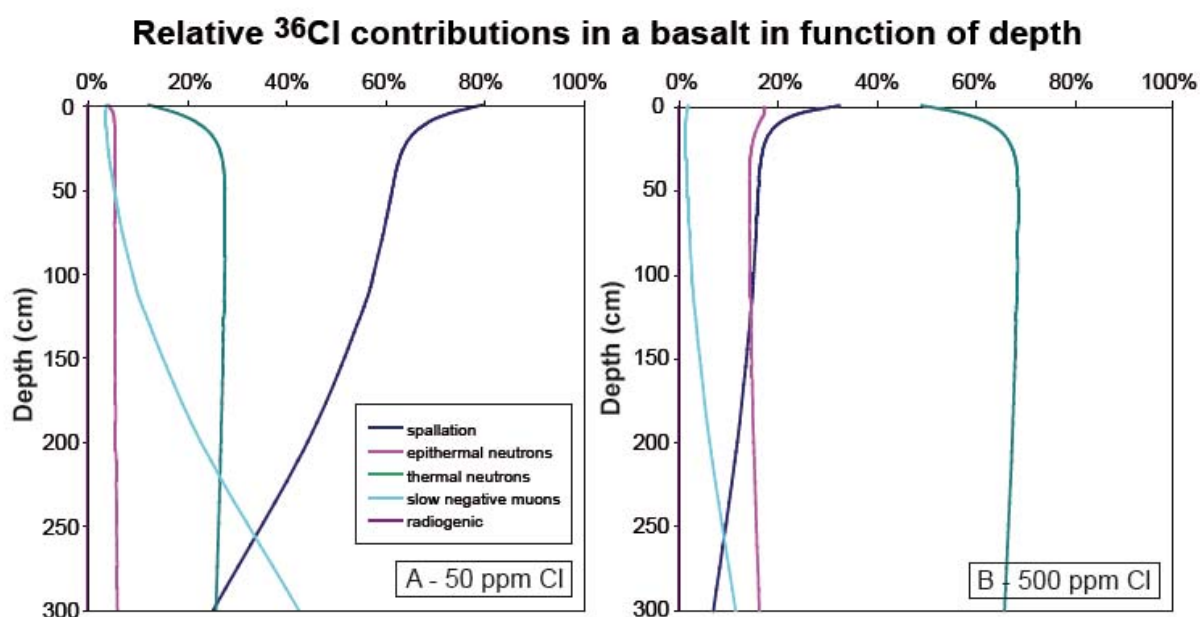 Relative 36Cl contributions in a basalt in function of depth
0% 20% 40% 60% 80% 100%
0
50
100
150
200
250
300
Depth (cm)
spallation
epithermal neutrons
thermal neutrons
slow negative muons
radiogenic
A - 50 ppm Cl
0% 20% 40% 60% 80% 100%
0
50
100
150
200
250
300
Depth (cm)
B - 500 ppm Cl